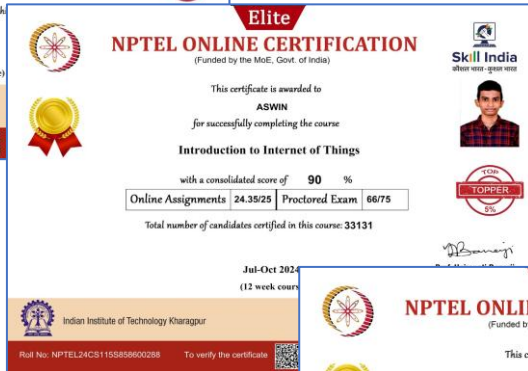 Elite
NPTEL ONLINE CERTIFICATION
(Funded by the MoE, Govt. of India)
Skill India
कौशल भारत-कुशल भारत
This certificate is awarded to
ASWIN
for successfully completing the course
Introduction to Internet of Things
with a consolidated score of 90 %
Online Assignments 24.35/25 Proctored Exam 66/75
TOP
TOPPER
5%
Total number of candidates certified in this course: 33131
Jul-Oct 2024
(12 week cours
Indian Institute of Technology Kharagpur
Roll No: NPTEL24CS115S858600288 To verify the certificate
NPTEL ONLI
(Funded b
This c